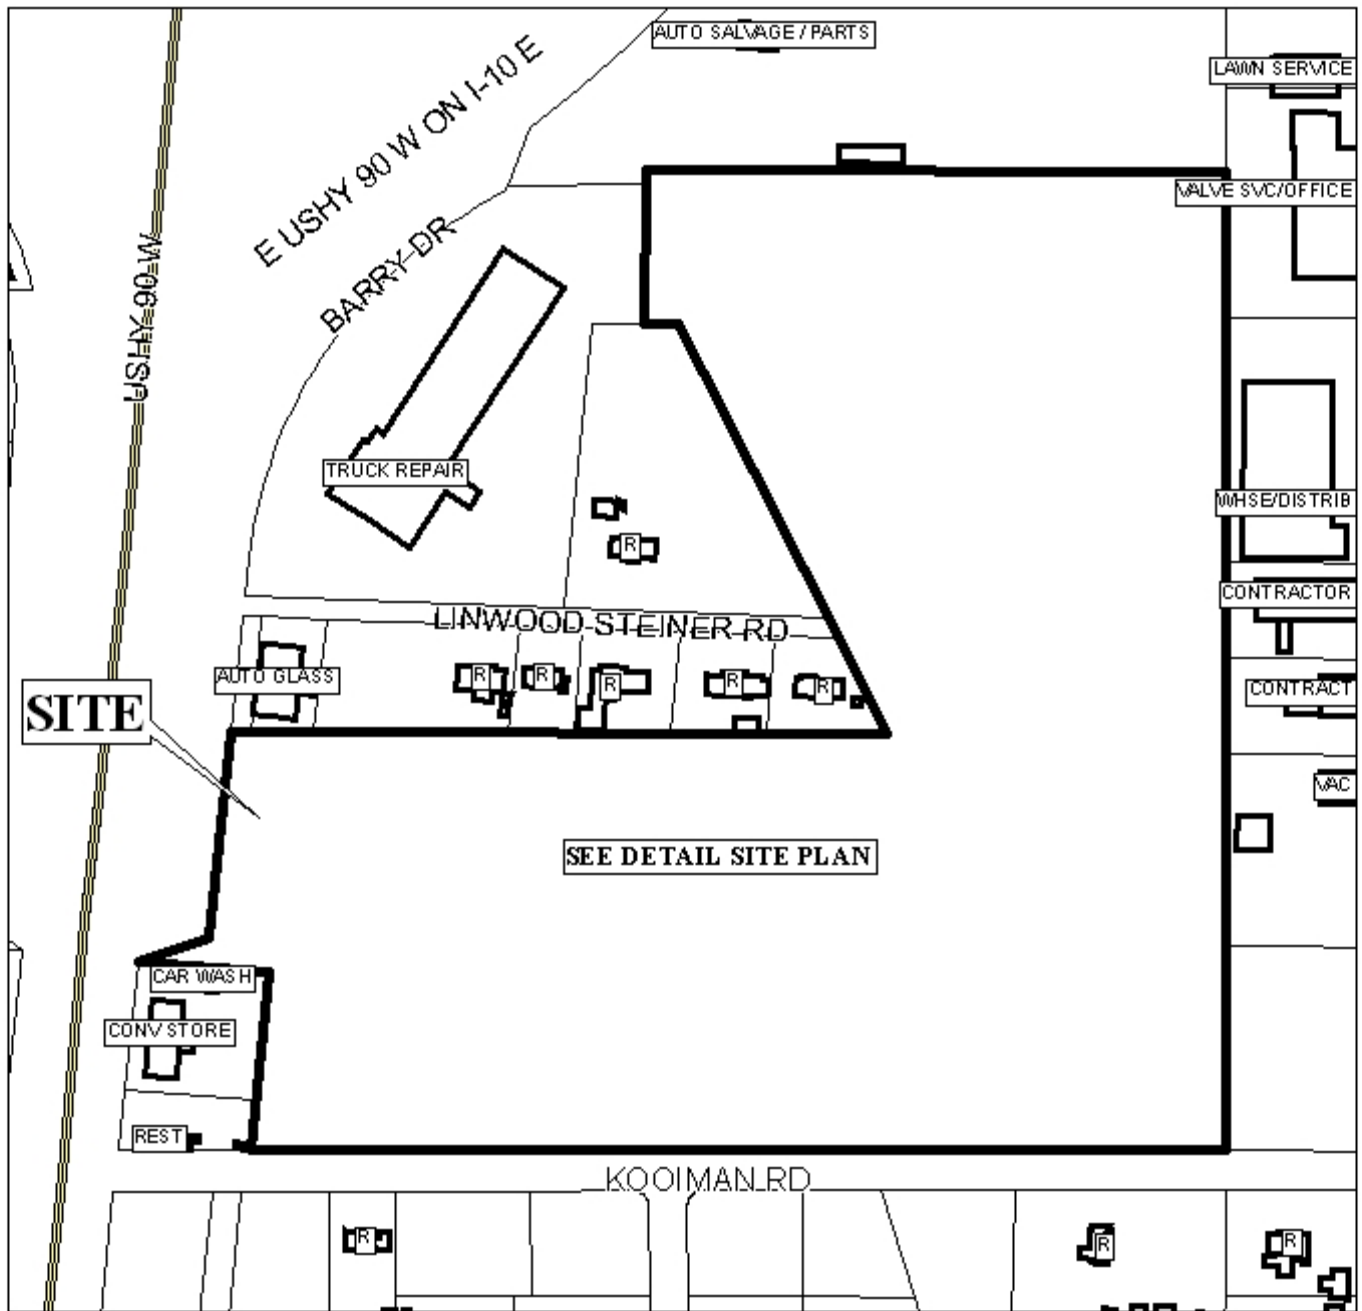 AUTO SALVAGE / PARTS
LAWN SERVICE
E USHY 90 W ON I-10 E
VALVE SVC/OFFICE
BARRY DR
USHY 90 W
TRUCK REPAIR
WHSE/DISTRIB
R
CONTRACTOR
LINWOOD STEINER RD
AUTO GLASS
R
R
R
R
R
CONTRACT
SITE
VAC
SEE DETAIL SITE PLAN
CAR WASH
CONV STORE
REST
KOOIMAN RD
R
R
R